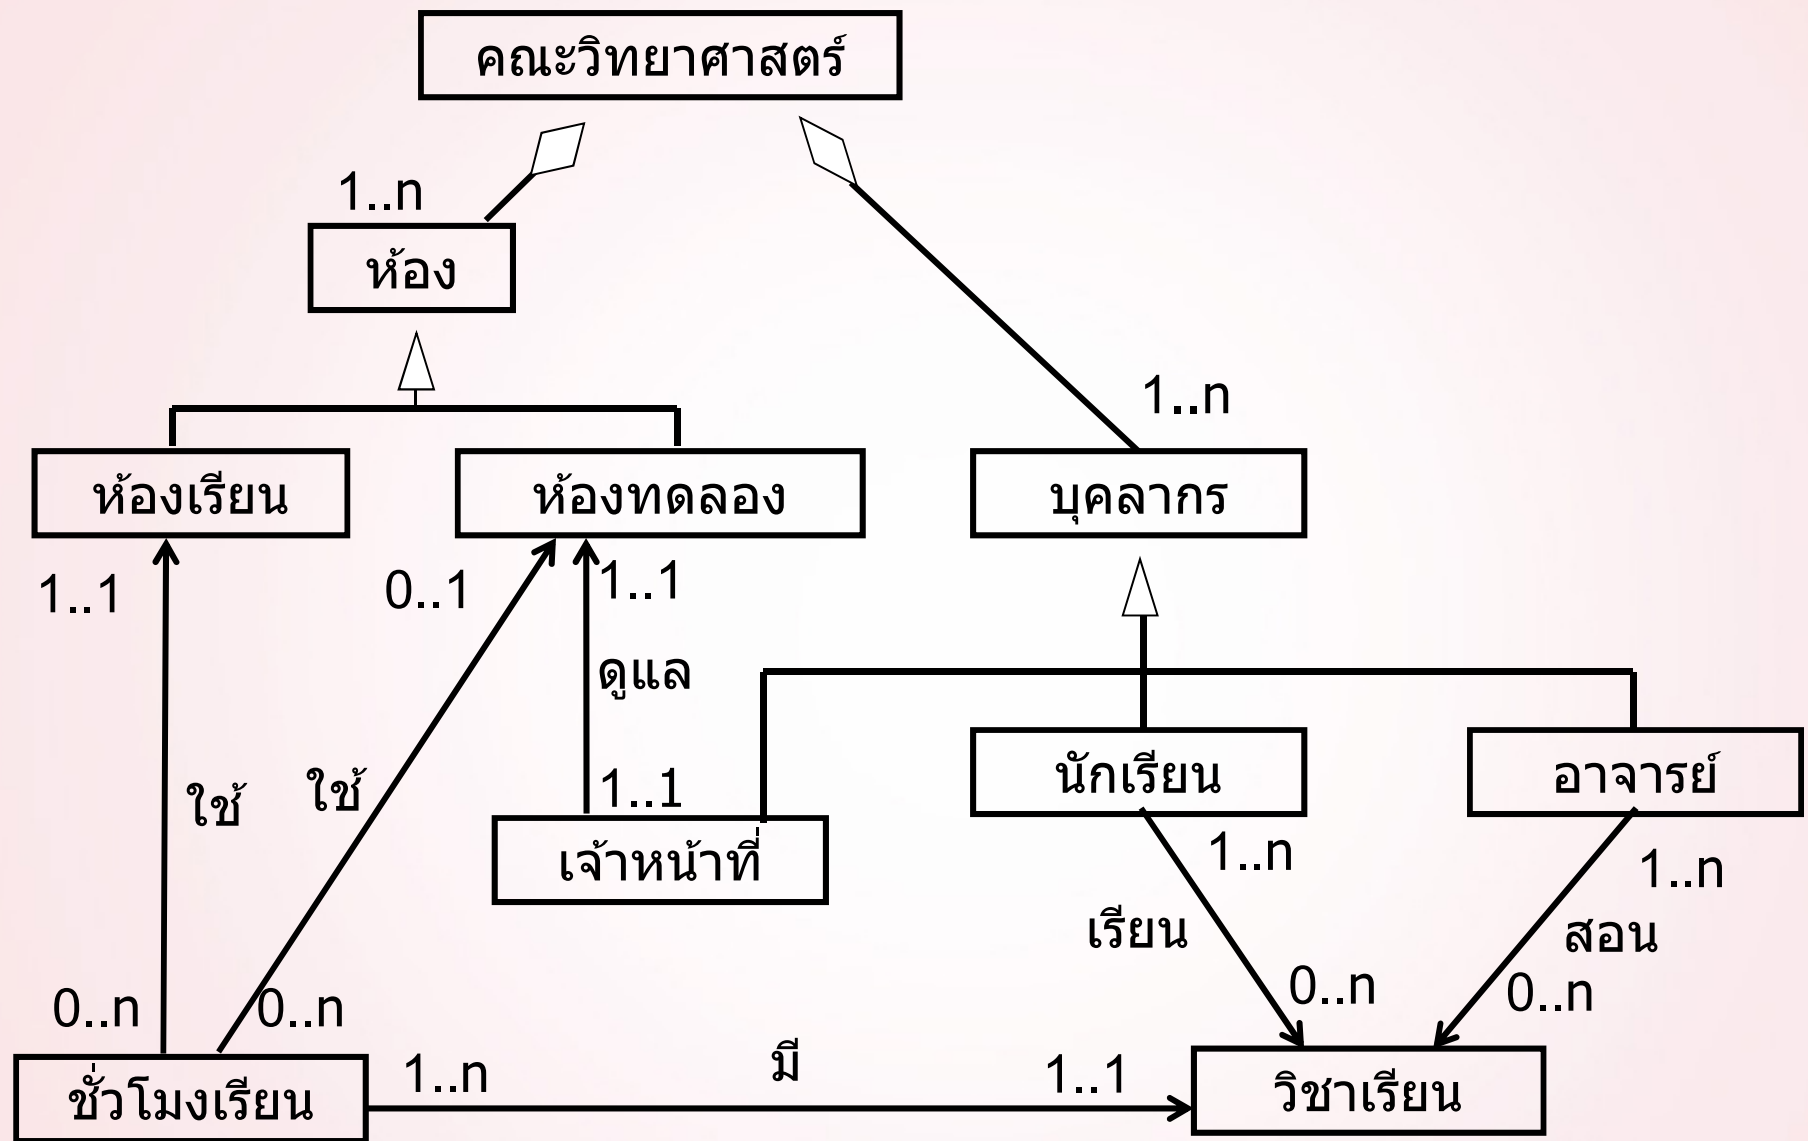 คณะวิทยาศาสตร์
1..n
ห้อง
1..n
ห้องเรียน
ห้องทดลอง
บุคลากร
1..1
0..1
1..1
ดูแล
นักเรียน
อาจารย์
ใช้
ใช้
1..1
เจ้าหน้าที่
1..n
1..n
เรียน
สอน
0..n
0..n
0..n
0..n
ชั่วโมงเรียน
1..n
มี
1..1
วิชาเรียน